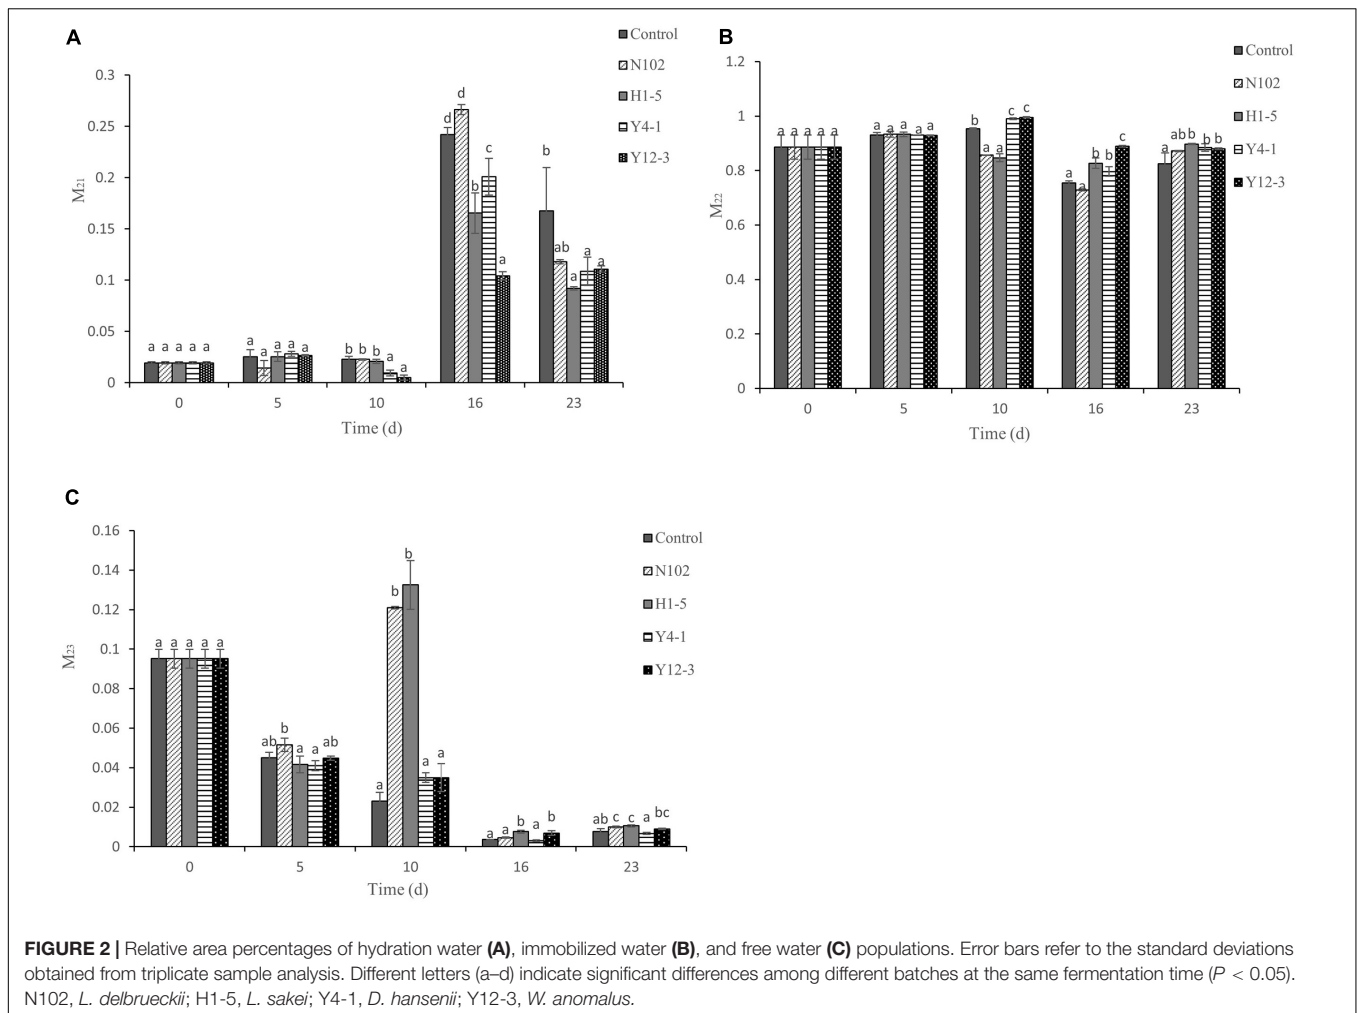 A
Control
N102
H1-5
Y4-1
Y12-3
0.3
0.25
0.2
0.15
0.1
0.05
0
M21
a a a a a
a a a a a
b b b a a
d d b c a
b ab a a a
0 5 10 16 23
Time (d)
B
Control
N102
H1-5
Y4-1
Y12-3
1.2
1
0.8
0.6
0.4
0.2
0
M22
a a a a a
a a a a a
b a a c c
a a b b c
a ab b b b
0 5 10 16 23
Time (d)
C
Control
N102
H1-5
Y4-1
Y12-3
0.16
0.14
0.12
0.1
0.08
0.06
0.04
0.02
0
M23
a a a a a
ab b a a ab
a b b a a
a a b a b
ab c c a bc
0 5 10 16 23
Time (d)
FIGURE 2 | Relative area percentages of hydration water (A), immobilized water (B), and free water (C) populations. Error bars refer to the standard deviations
obtained from triplicate sample analysis. Different letters (a–d) indicate significant differences among different batches at the same fermentation time (P < 0.05).
N102, L. delbrueckii; H1-5, L. sakei; Y4-1, D. hansenii; Y12-3, W. anomalus.